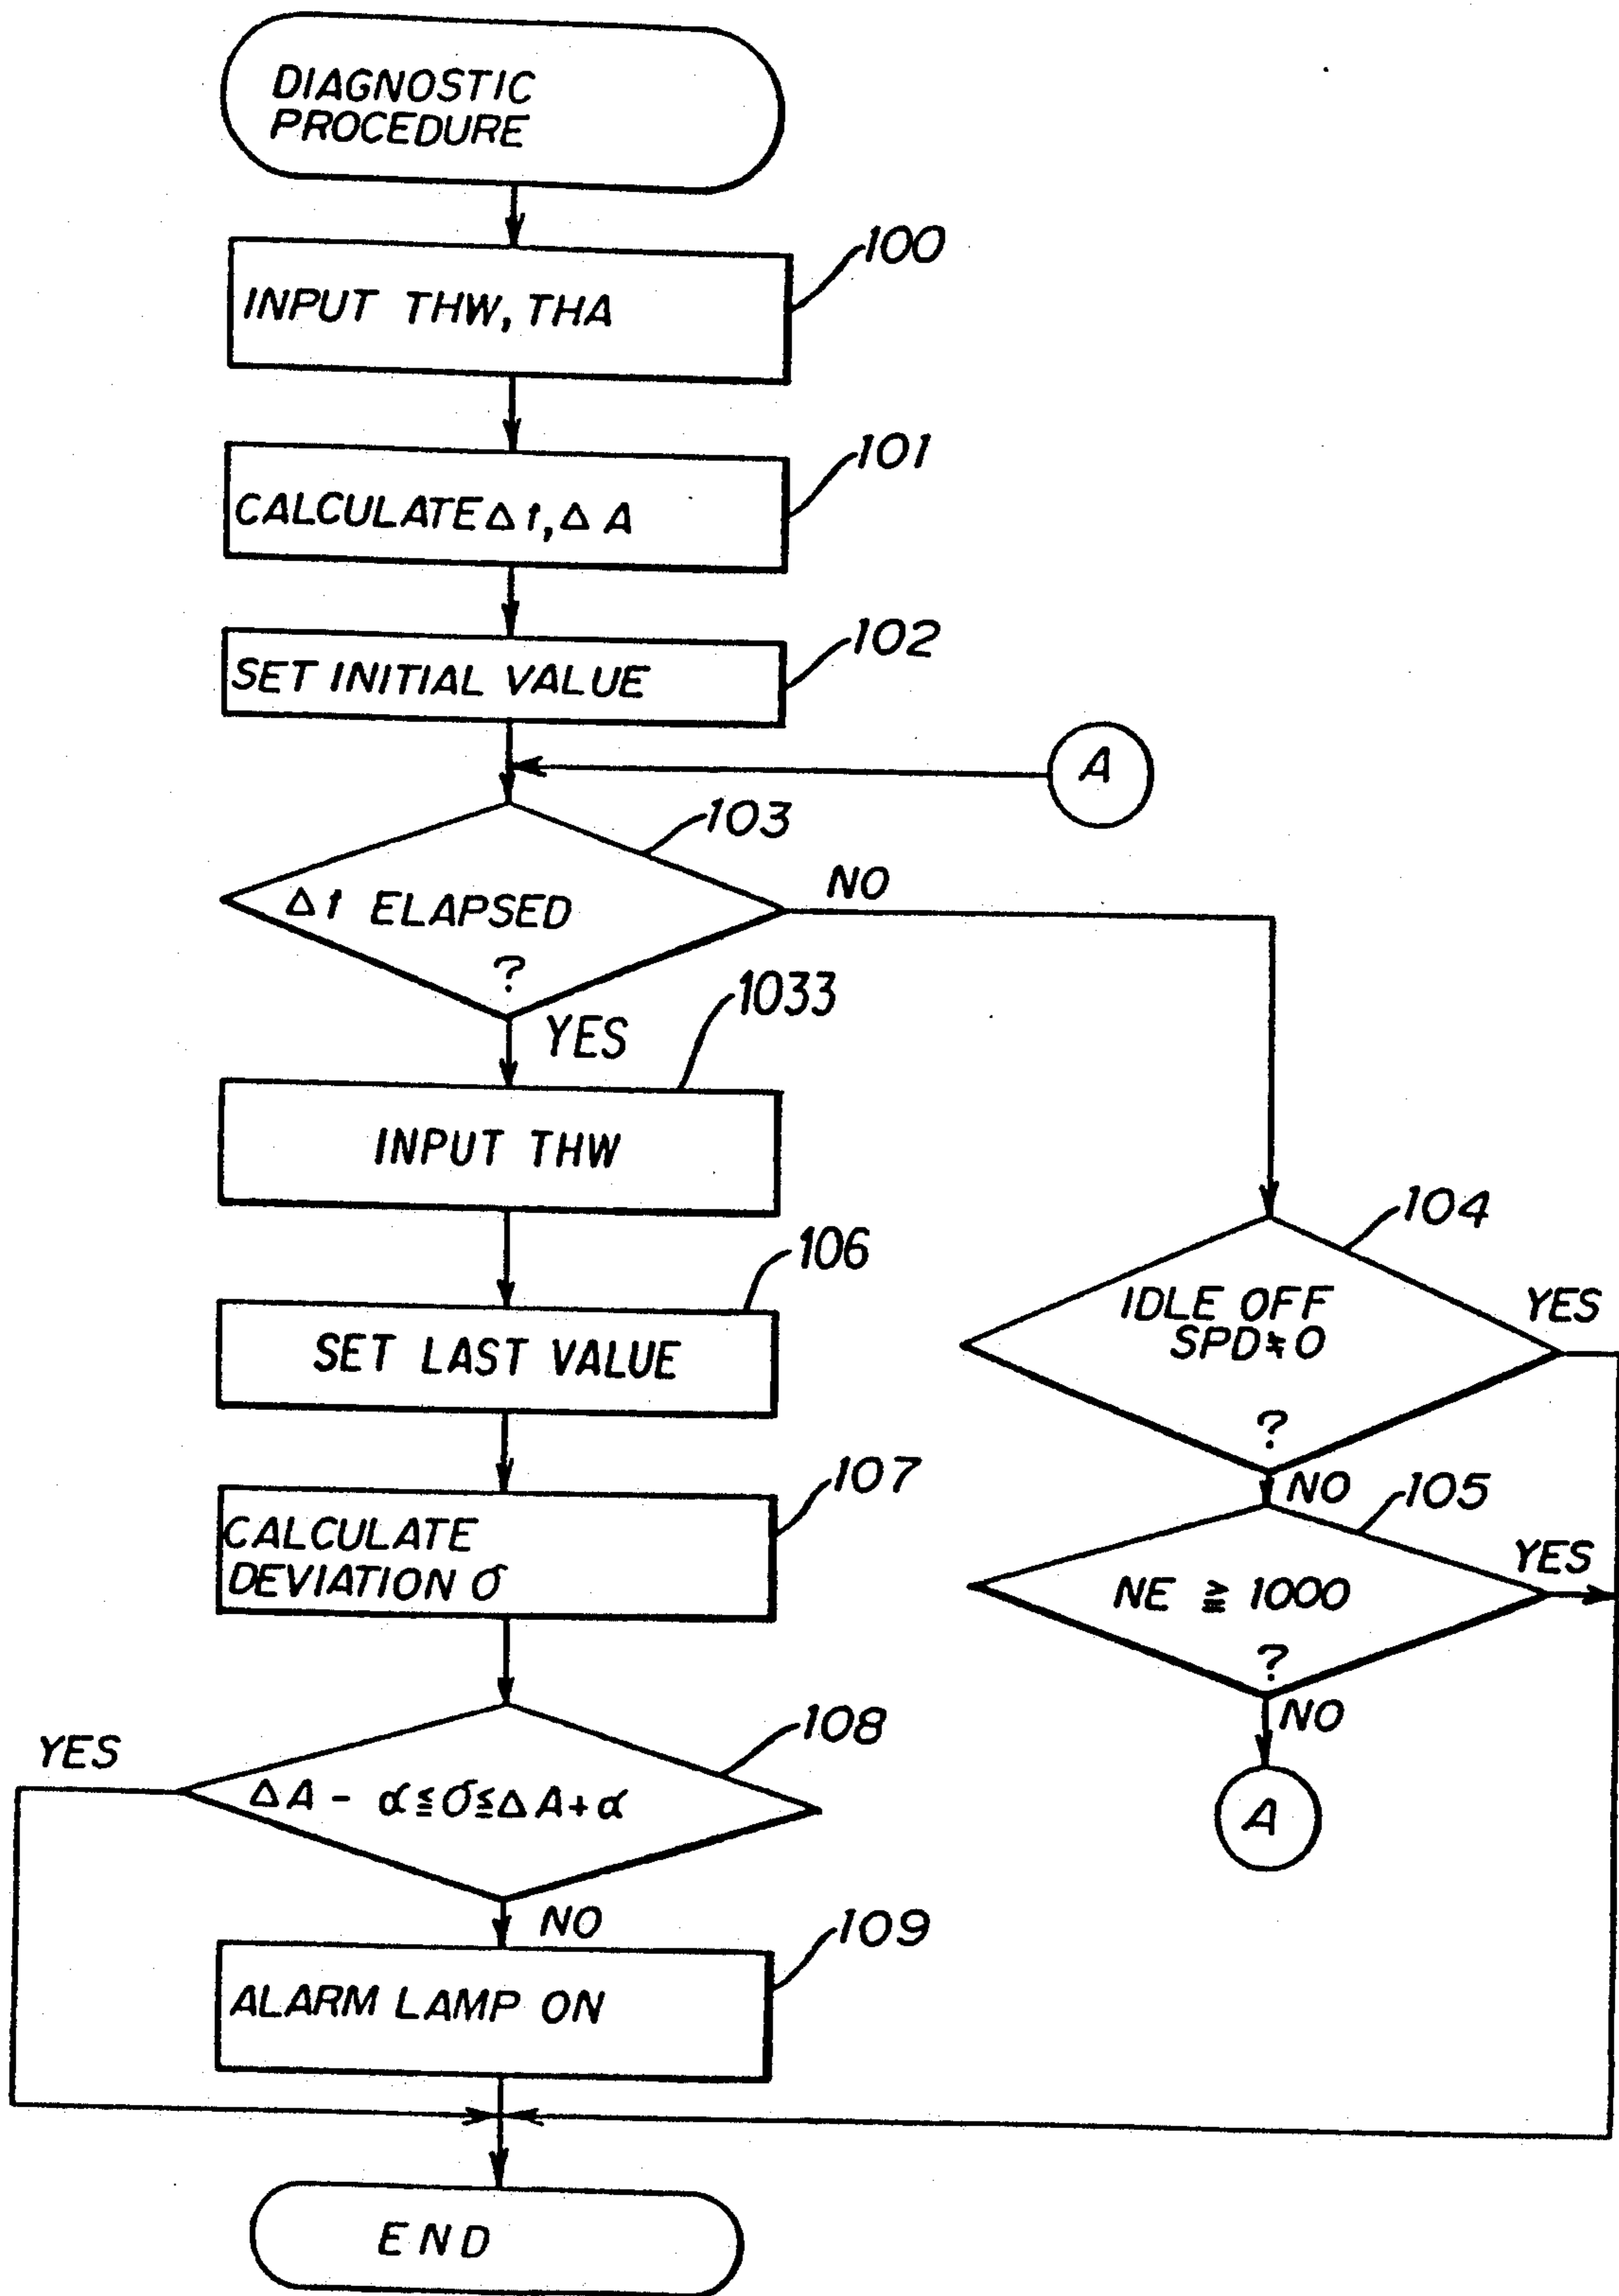 DIAGNOSTIC
PROCEDURE
100
INPUT THW, THA
101
CALCULATE Δt, ΔA
102
SET INITIAL VALUE
A
103
Δt ELAPSED
?
NO
YES
1033
INPUT THW
106
SET LAST VALUE
107
CALCULATE
DEVIATION σ
108
ΔA - α≦σ≦ΔA+α
YES
NO
109
ALARM LAMP ON
104
IDLE OFF
SPD≠0
?
YES
NO
105
NE ≧ 1000
?
YES
NO
A
END